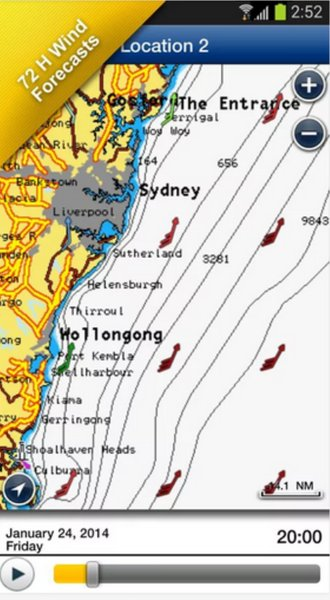 2:52
72 H Wind
Forecasts
Location 2
Gosford
The Entrance
Terrigal
Woy Woy
164
656
Bankstown
Sydney
Liverpool
9843
Sutherland
3281
Helensburgh
Thirroul
Wollongong
Port Kembla
Shellharbour
Kiama
Gerringong
Shoalhaven Heads
Culburra
14.1 NM
January 24, 2014
20:00
Friday